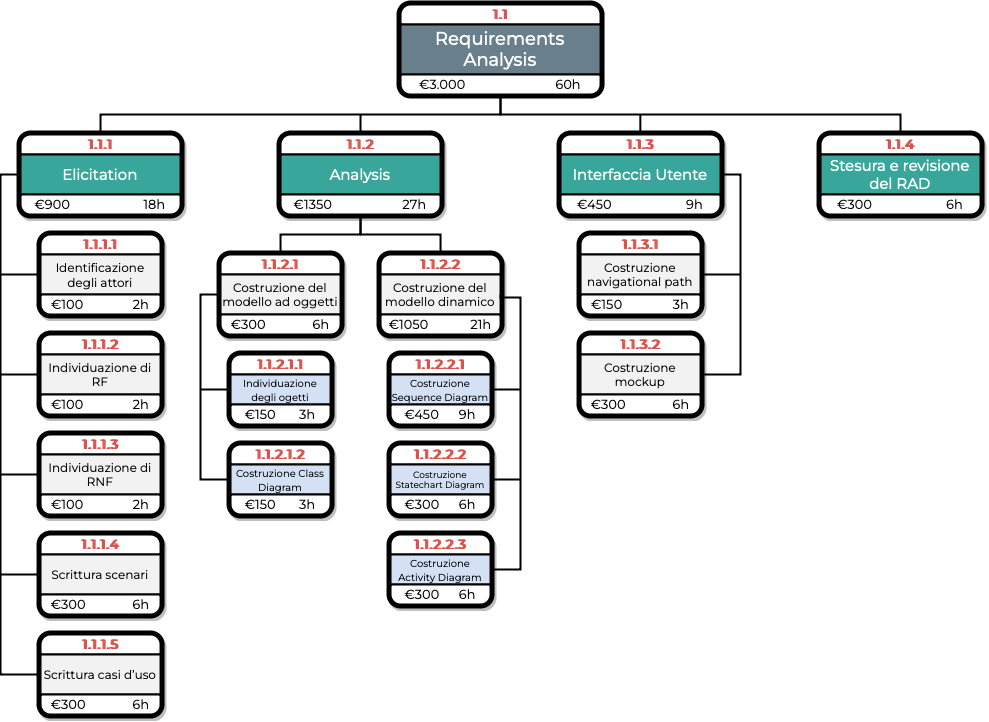 1.1
Requirements
Analysis
€3.000 60h
1.1.1
Elicitation
€900 18h
1.1.1.1
Identificazione
degli attori
€100 2h
1.1.1.2
Individuazione di
RF
€100 2h
1.1.1.3
Individuazione di
RNF
€100 2h
1.1.1.4
Scrittura scenari
€300 6h
1.1.1.5
Scrittura casi d'uso
€300 6h
1.1.2
Analysis
€1350 27h
1.1.2.1
Costruzione del
modello ad oggetti
€300 6h
1.1.2.1.1
Individuazione
degli ogetti
€150 3h
1.1.2.1.2
Costruzione Class
Diagram
€150 3h
1.1.2.2
Costruzione del
modello dinamico
€1050 21h
1.1.2.2.1
Costruzione
Sequence Diagram
€450 9h
1.1.2.2.2
Costruzione
Statechart Diagram
€300 6h
1.1.2.2.3
Costruzione
Activity Diagram
€300 6h
1.1.3
Interfaccia Utente
€450 9h
1.1.3.1
Costruzione
navigational path
€150 3h
1.1.3.2
Costruzione
mockup
€300 6h
1.1.4
Stesura e revisione
del RAD
€300 6h